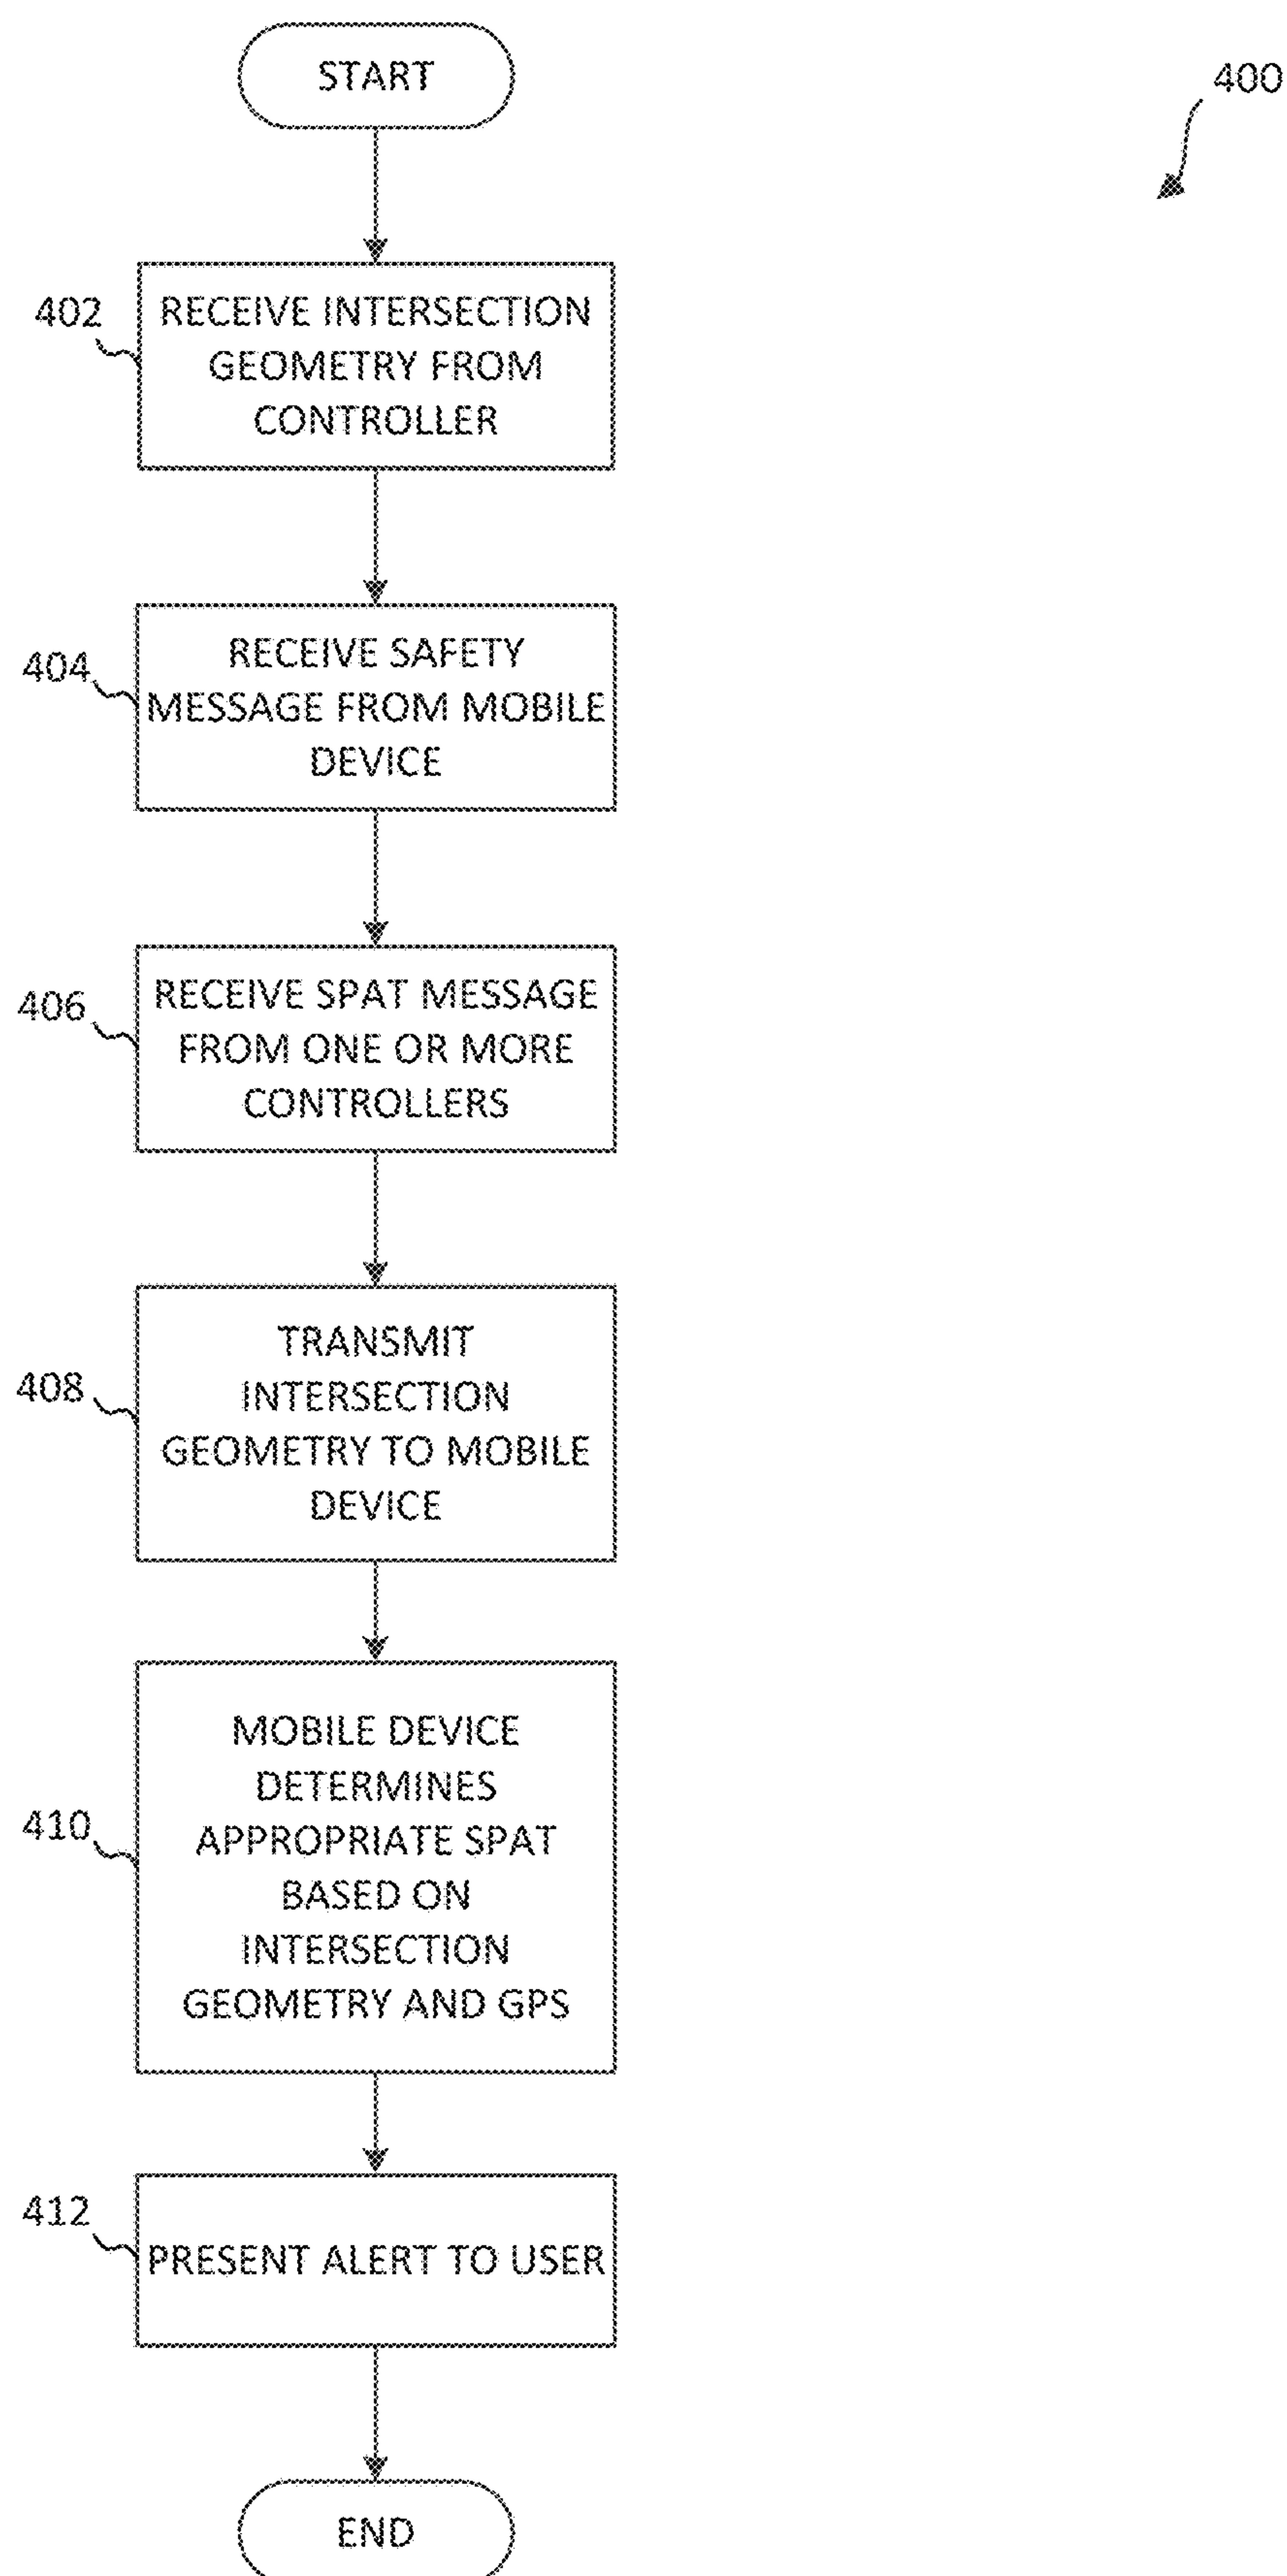 START
400
402
RECEIVE INTERSECTION
GEOMETRY FROM
CONTROLLER
404
RECEIVE SAFETY
MESSAGE FROM MOBILE
DEVICE
406
RECEIVE SPAT MESSAGE
FROM ONE OR MORE
CONTROLLERS
408
TRANSMIT
INTERSECTION
GEOMETRY TO MOBILE
DEVICE
410
MOBILE DEVICE
DETERMINES
APPROPRIATE SPAT
BASED ON
INTERSECTION
GEOMETRY AND GPS
412
PRESENT ALERT TO USER
END